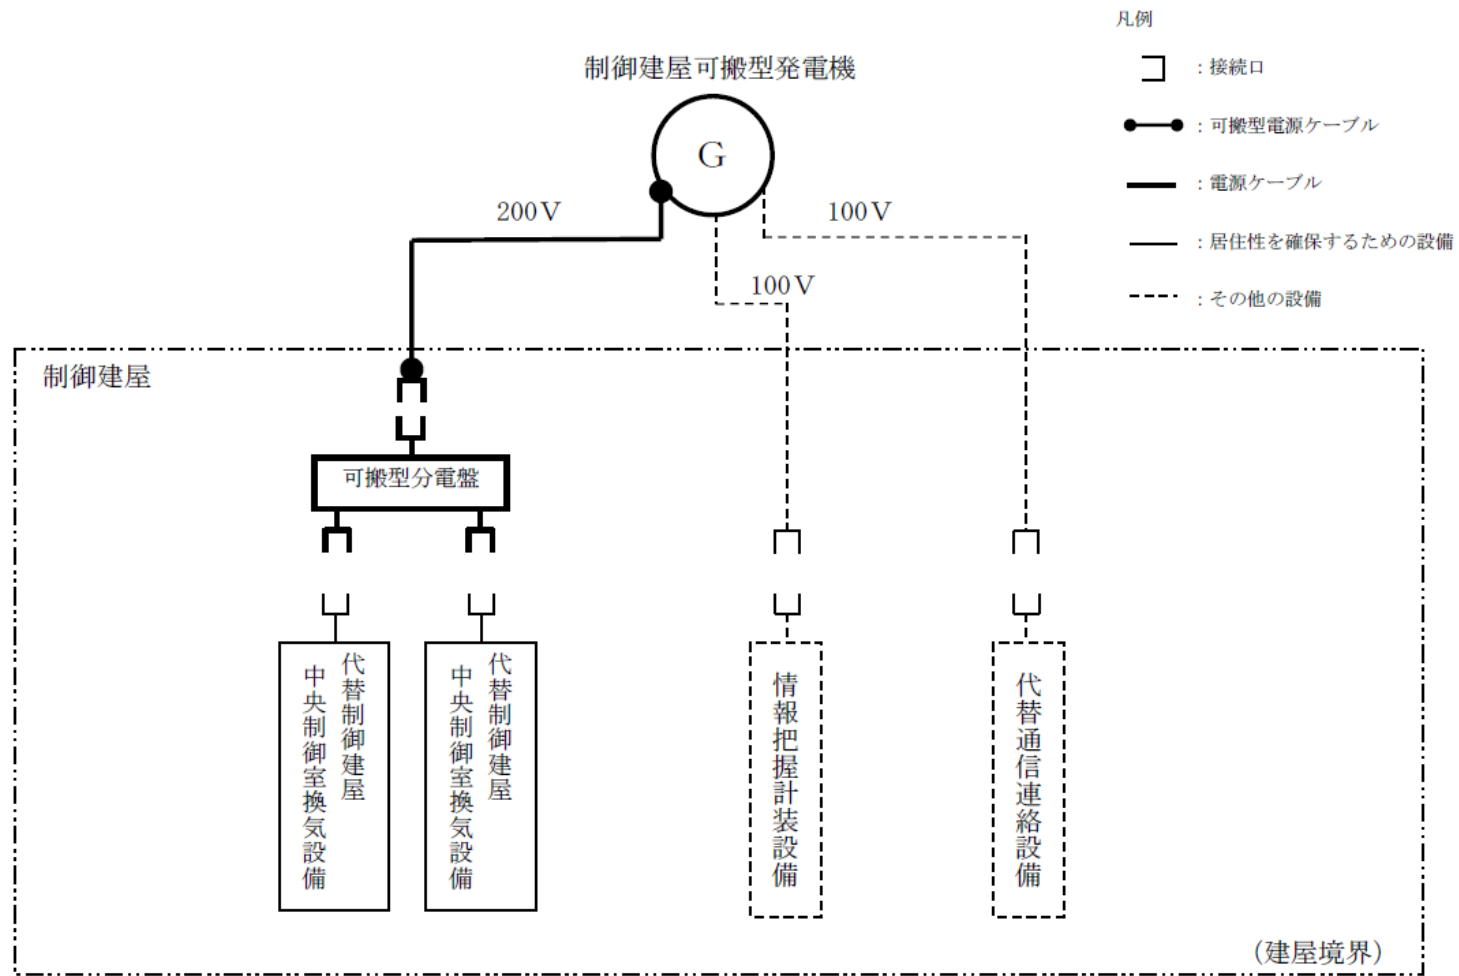 凡例
：接続口
：可搬型電源ケーブル
：電源ケーブル
：居住性を確保するための設備
：その他の設備
制御建屋可搬型発電機
G
200V
100V
100V
制御建屋
可搬型分電盤
代替制御建屋
中央制御室換気設備
代替制御建屋
中央制御室換気設備
情報把握計装設備
代替通信連絡設備
（建屋境界）